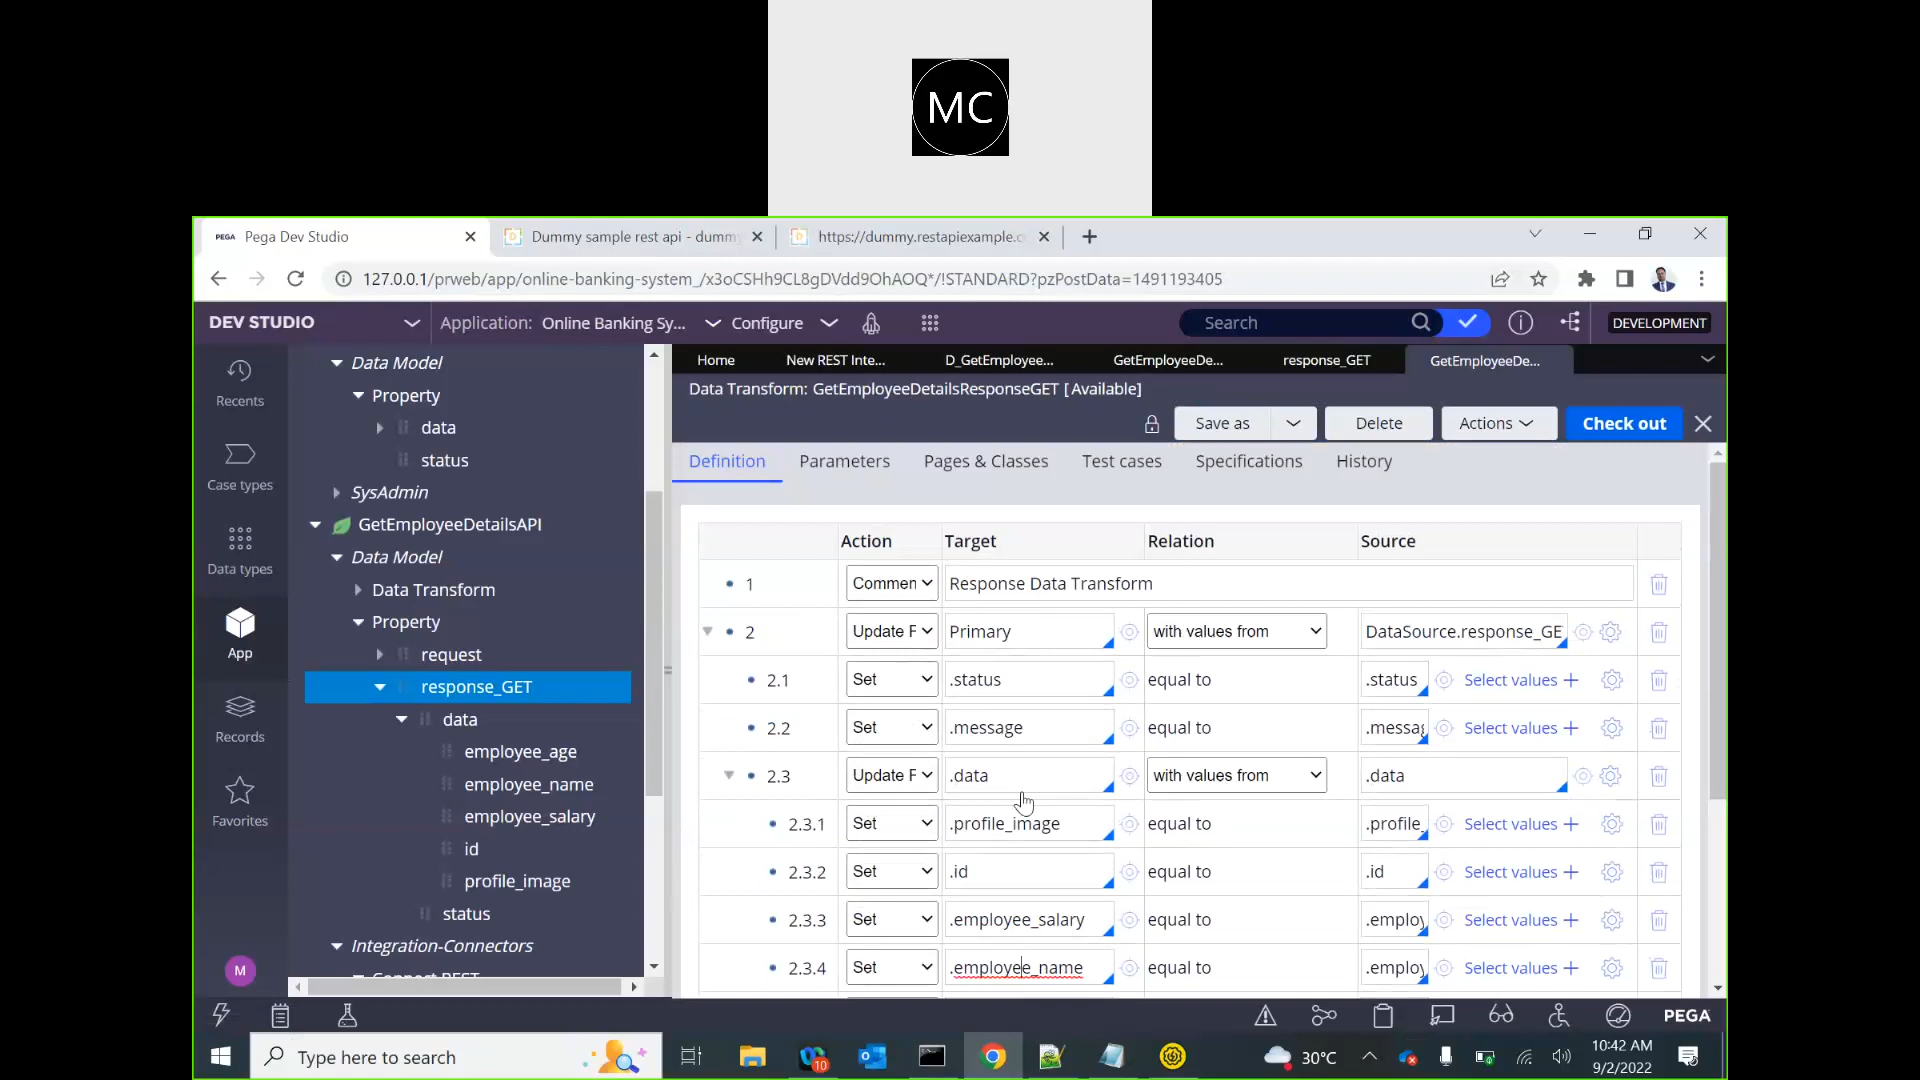 MC
PEGA Pega Dev Studio
Dummy sample rest api - dummy
https://dummy.restapiexample.c
127.0.0.1/prweb/app/online-banking-system_/x3oCSHh9CL8gDVdd9OhAOQ*/!STANDARD?pzPostData=1491193405
DEV STUDIO
Application: Online Banking Sy...
Configure
Search
DEVELOPMENT
Recents
Case types
Data types
App
Records
Favorites
M
Data Model
Property
data
status
SysAdmin
GetEmployeeDetailsAPI
Data Model
Data Transform
Property
request
response_GET
data
employee_age
employee_name
employee_salary
id
profile_image
status
Integration-Connectors
Connect REST
Home
New REST Inte...
D_GetEmployee...
GetEmployeeDe...
response_GET
GetEmployeeDe...
Data Transform: GetEmployeeDetailsResponseGET [Available]
Save as
Delete
Actions
Check out
Definition
Parameters
Pages & Classes
Test cases
Specifications
History
Action Target Relation Source
1 Commen Response Data Transform
2 Update F Primary with values from DataSource.response_GE
2.1 Set .status equal to .status Select values +
2.2 Set .message equal to .messag Select values +
2.3 Update F .data with values from .data
2.3.1 Set .profile_image equal to .profile_ Select values +
2.3.2 Set .id equal to .id Select values +
2.3.3 Set .employee_salary equal to .employ Select values +
2.3.4 Set .employee_name equal to .employ Select values +
PEGA
Type here to search
10
30°C
10:42 AM
9/2/2022